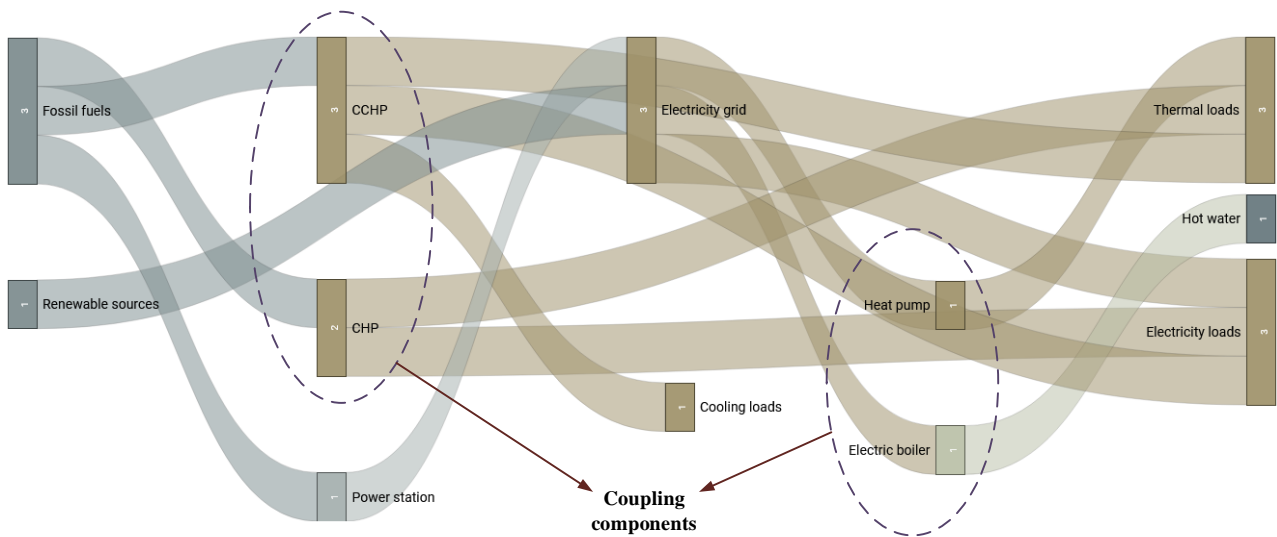 3
Fossil fuels
3
CCHP
3
Electricity grid
Thermal loads
3
Hot water
1
1
Renewable sources
2
CHP
Heat pump
1
Electricity loads
3
1
Cooling loads
Electric boiler
1
1
Power station
Coupling
components